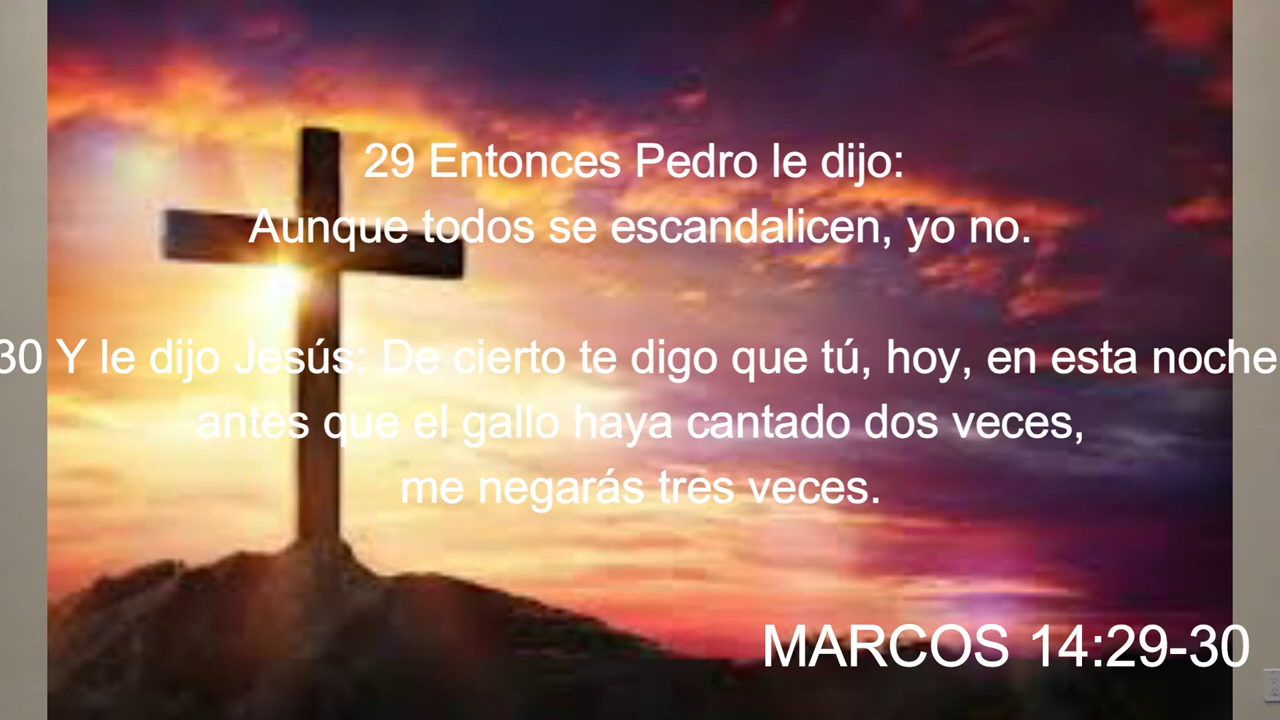 29 Entonces Pedro le dijo:
Aunque todos se escandalicen, yo no.
30 Y le dijo Jesús: De cierto te digo que tú, hoy, en esta noche
antes que el gallo haya cantado dos veces,
me negarás tres veces.
MARCOS 14:29-30